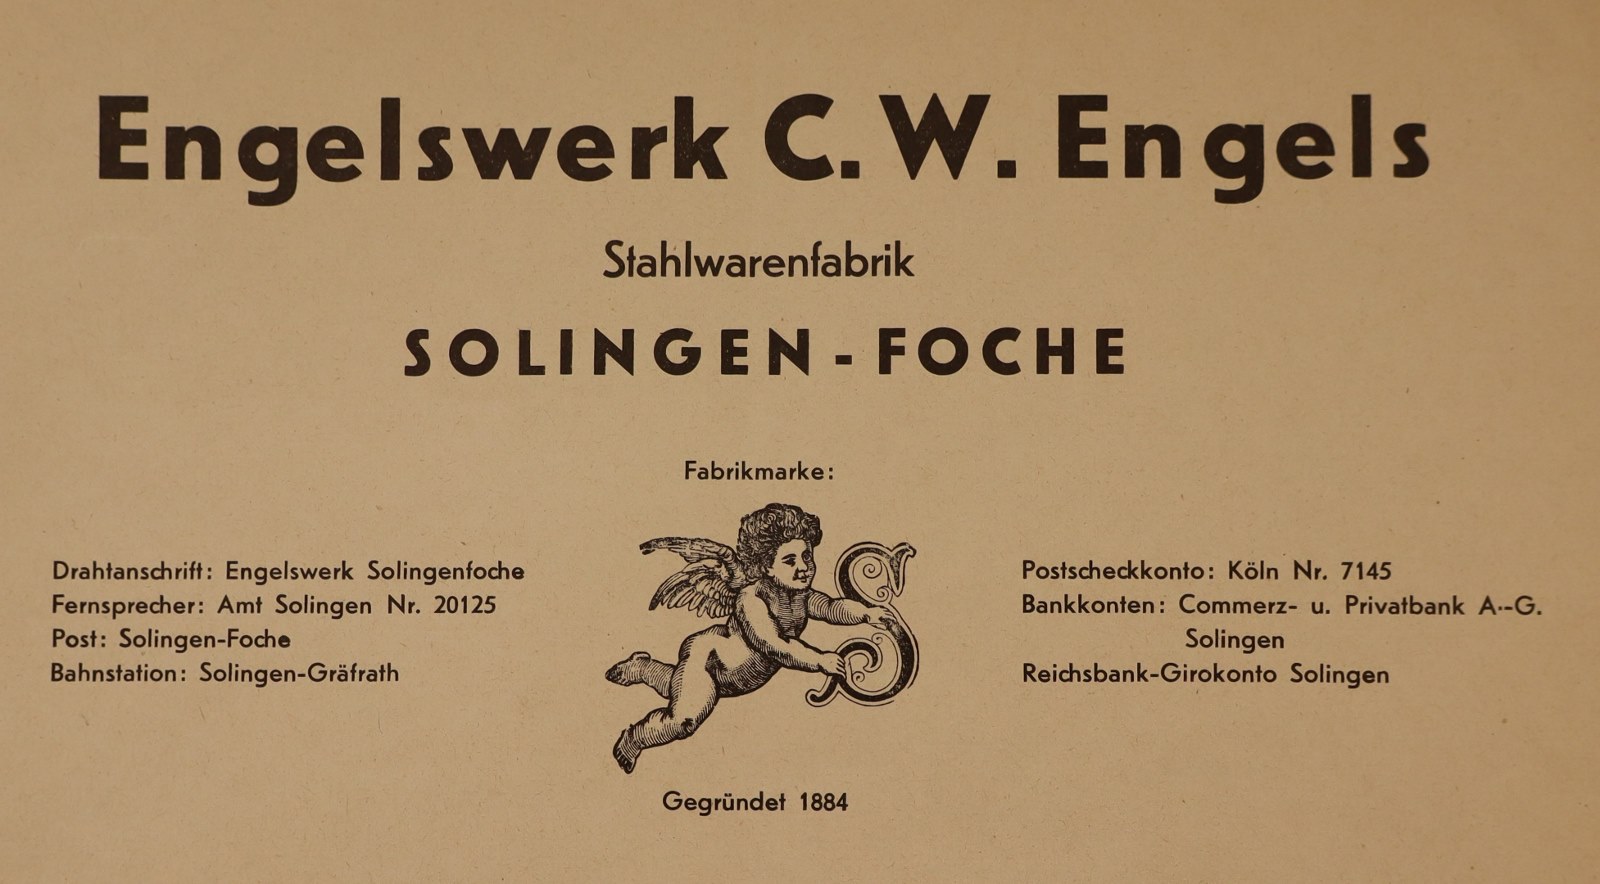 Engelswerk C. W. Engels
Stahlwarenfabrik
SOLINGEN-FOCHE
Fabrikmarke:
S
Drahtanschrift: Engelswerk Solingenfoche
Fernsprecher: Amt Solingen Nr. 20125
Post: Solingen-Foche
Bahnstation: Solingen-Gräfrath
Postscheckkonto: Köln Nr. 7145
Bankkonten: Commerz- u. Privatbank A.-G.
Solingen
Reichsbank-Girokonto Solingen
Gegründet 1884